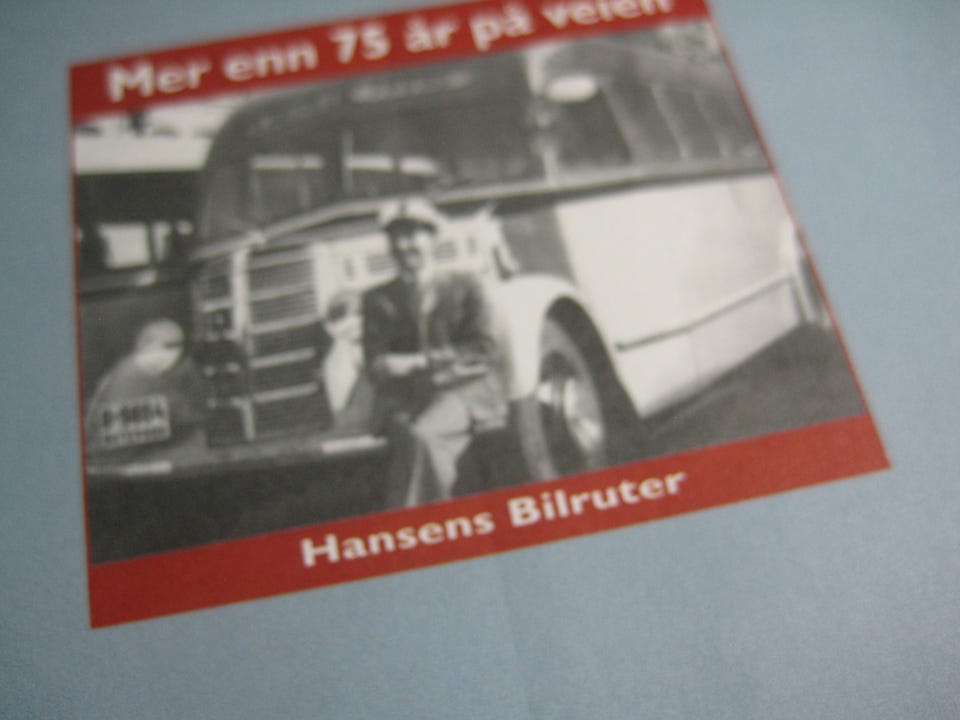 Mer enn 75 år på veien
Hansens Bilruter